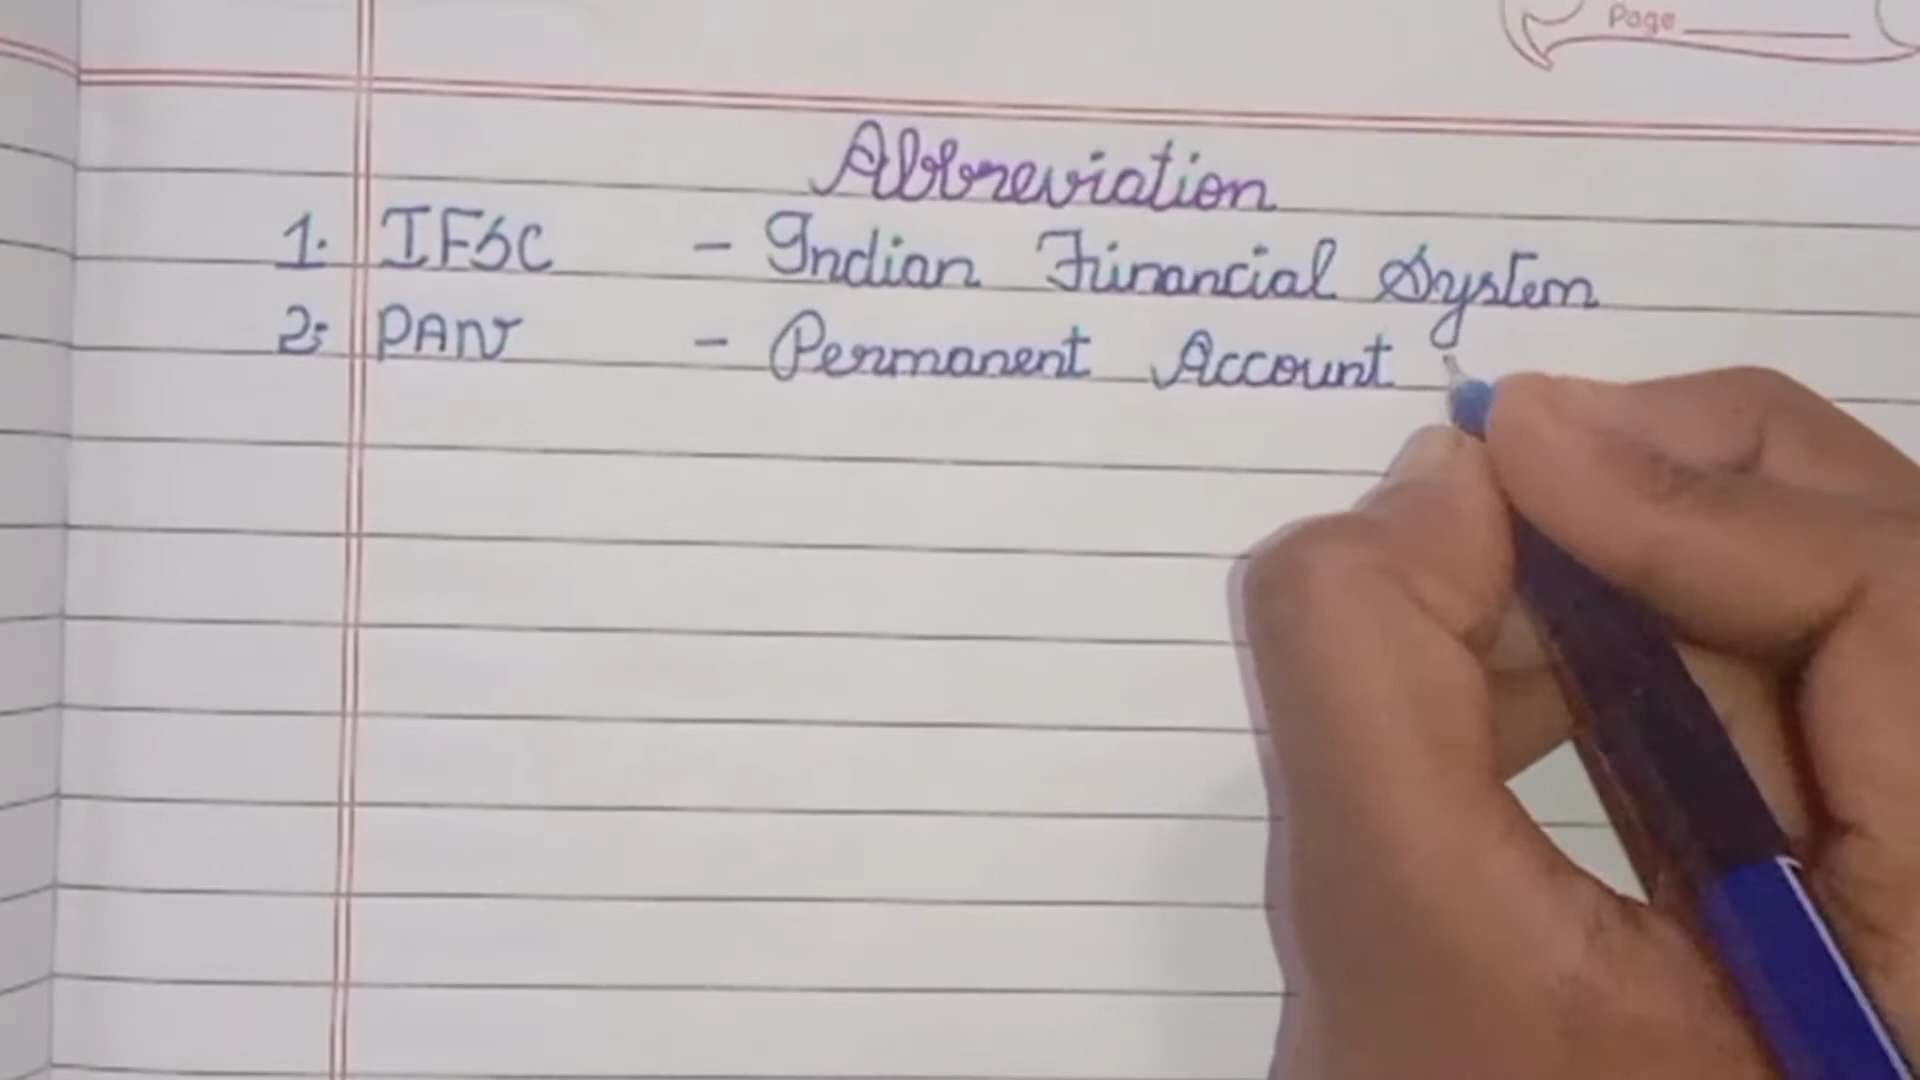 Page
Abbreviation
1. IFSC - Indian Financial System
2. PAN - Permanent Account